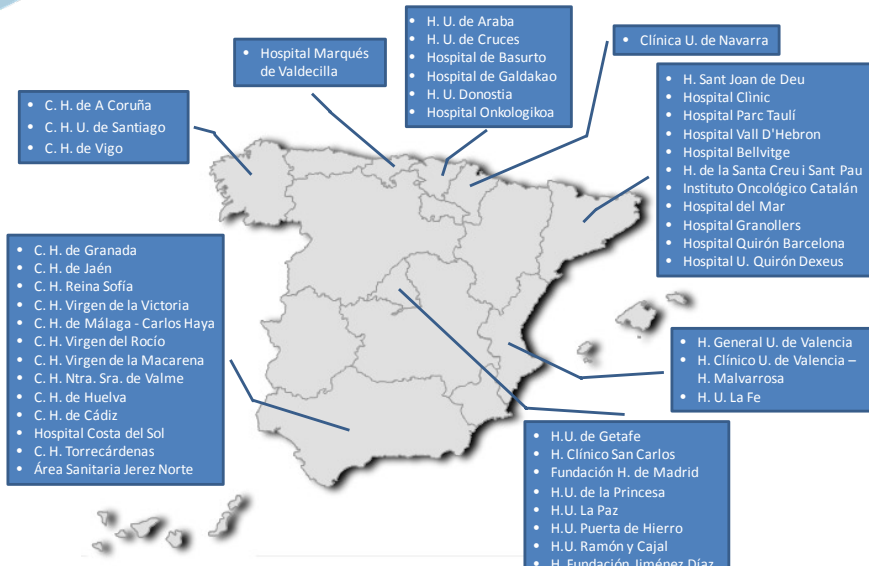 • H. U. de Araba
• H. U. de Cruces
• Hospital de Basurto
• Hospital de Galdakao
• H. U. Donostia
• Hospital Onkologikoa
• Hospital Marqués
de Valdecilla
• Clínica U. de Navarra
• C. H. de A Coruña
• C. H. U. de Santiago
• C. H. de Vigo
• H. Sant Joan de Deu
• Hospital Clìnic
• Hospital Parc Taulí
• Hospital Vall D'Hebron
• Hospital Bellvitge
• H. de la Santa Creu i Sant Pau
• Instituto Oncológico Catalán
• Hospital del Mar
• Hospital Granollers
• Hospital Quirón Barcelona
• Hospital U. Quirón Dexeus
• C. H. de Granada
• C. H. de Jaén
• C. H. Reina Sofía
• C. H. Virgen de la Victoria
• C. H. de Málaga - Carlos Haya
• C. H. Virgen del Rocío
• C. H. Virgen de la Macarena
• C. H. Ntra. Sra. de Valme
• C. H. de Huelva
• C. H. de Cádiz
• Hospital Costa del Sol
• C. H. Torrecárdenas
• Área Sanitaria Jerez Norte
• H. General U. de Valencia
• H. Clínico U. de Valencia –
H. Malvarrosa
• H. U. La Fe
• H.U. de Getafe
• H. Clínico San Carlos
• Fundación H. de Madrid
• H.U. de la Princesa
• H.U. La Paz
• H.U. Puerta de Hierro
• H.U. Ramón y Cajal
• H. Fundación Jiménez Díaz